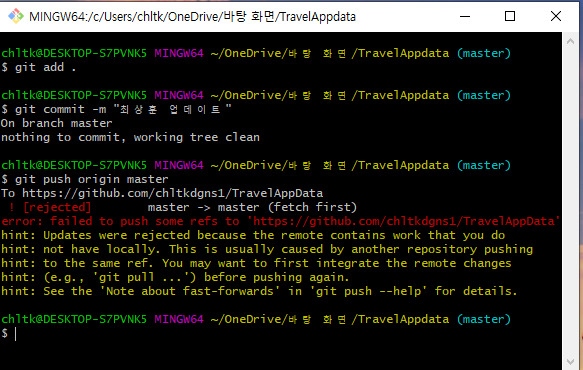 MINGW64:/c/Users/chltk/OneDrive/바탕 화면/TravelAppdata
chltk@DESKTOP-S7PVNK5 MINGW64 ~/OneDrive/바탕 화면/TravelAppdata (master)
$ git add .
chltk@DESKTOP-S7PVNK5 MINGW64 ~/OneDrive/바탕 화면/TravelAppdata (master)
$ git commit -m "최상훈 업데이트"
On branch master
nothing to commit, working tree clean
chltk@DESKTOP-S7PVNK5 MINGW64 ~/OneDrive/바탕 화면/TravelAppdata (master)
$ git push origin master
To https://github.com/chltkdgns1/TravelAppData
! [rejected] master -> master (fetch first)
error: failed to push some refs to 'https://github.com/chltkdgns1/TravelAppData'
hint: Updates were rejected because the remote contains work that you do
hint: not have locally. This is usually caused by another repository pushing
hint: to the same ref. You may want to first integrate the remote changes
hint: (e.g., 'git pull ...') before pushing again.
hint: See the 'Note about fast-forwards' in 'git push --help' for details.
chltk@DESKTOP-S7PVNK5 MINGW64 ~/OneDrive/바탕 화면/TravelAppdata (master)
$